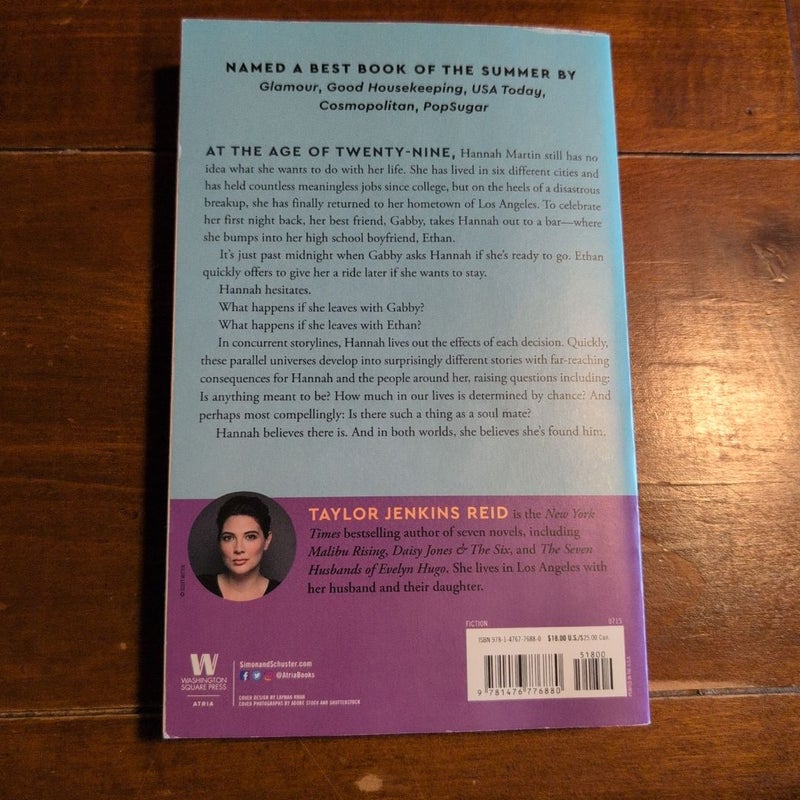 NAMED A BEST BOOK OF THE SUMMER BY
Glamour, Good Housekeeping, USA Today,
Cosmopolitan, PopSugar
AT THE AGE OF TWENTY-NINE, Hannah Martin still has no
idea what she wants to do with her life. She has lived in six different cities and
has held countless meaningless jobs since college, but on the heels of a disastrous
breakup, she has finally returned to her hometown of Los Angeles. To celebrate
her first night back, her best friend, Gabby, takes Hannah out to a bar—where
she bumps into her high school boyfriend, Ethan.
It's just past midnight when Gabby asks Hannah if she's ready to go. Ethan
quickly offers to give her a ride later if she wants to stay.
Hannah hesitates.
What happens if she leaves with Gabby?
What happens if she leaves with Ethan?
In concurrent storylines, Hannah lives out the effects of each decision. Quickly,
these parallel universes develop into surprisingly different stories with far-reaching
consequences for Hannah and the people around her, raising questions including:
Is anything meant to be? How much in our lives is determined by chance? And
perhaps most compellingly: Is there such a thing as a soul mate?
Hannah believes there is. And in both worlds, she believes she's found him.
TAYLOR JENKINS REID is the New York
Times bestselling author of seven novels, including
Malibu Rising, Daisy Jones & The Six, and The Seven
Husbands of Evelyn Hugo. She lives in Los Angeles with
her husband and their daughter.
W
WASHINGTON
SQUARE PRESS
ATRIA
SimonandSchuster.com
@AtriaBooks
COVER DESIGN BY
COVER PHOTOGRAPHS BY ADOBE STOCK AND SHUTTERSTOCK
FICTION 0715
ISBN 978-1-4767-7688-0 $18.00 U.S./$25.00 Can.
51800
9 781476 776880